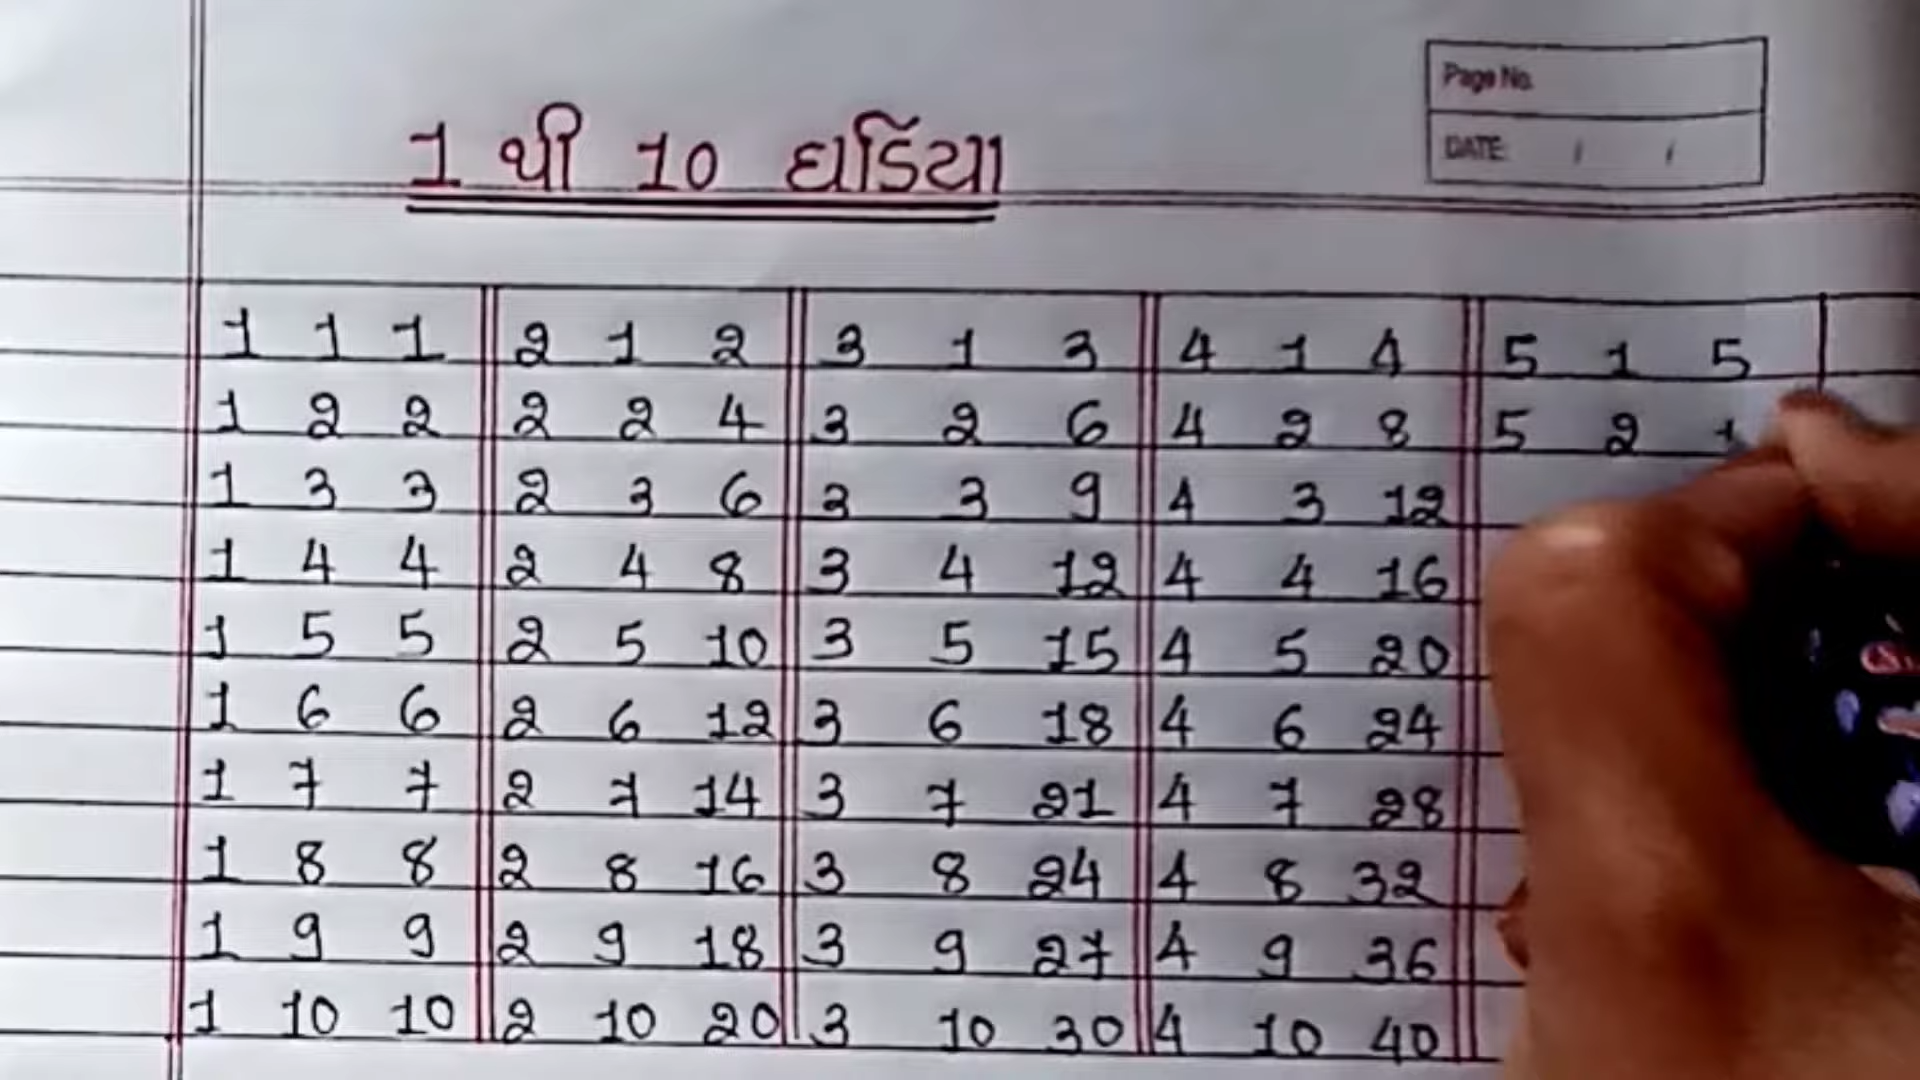 Page No.
DATE: / /
1 થી 10 ઘડિયા
1 1 1 2 1 2 3 1 3 4 1 4 5 1 5
1 2 2 2 2 4 3 2 6 4 2 8 5 2 1
1 3 3 2 3 6 3 3 9 4 3 12
1 4 4 2 4 8 3 4 12 4 4 16
1 5 5 2 5 10 3 5 15 4 5 20
1 6 6 2 6 12 3 6 18 4 6 24
1 7 7 2 7 14 3 7 21 4 7 28
1 8 8 2 8 16 3 8 24 4 8 32
1 9 9 2 9 18 3 9 27 4 9 36
1 10 10 2 10 20 3 10 30 4 10 40